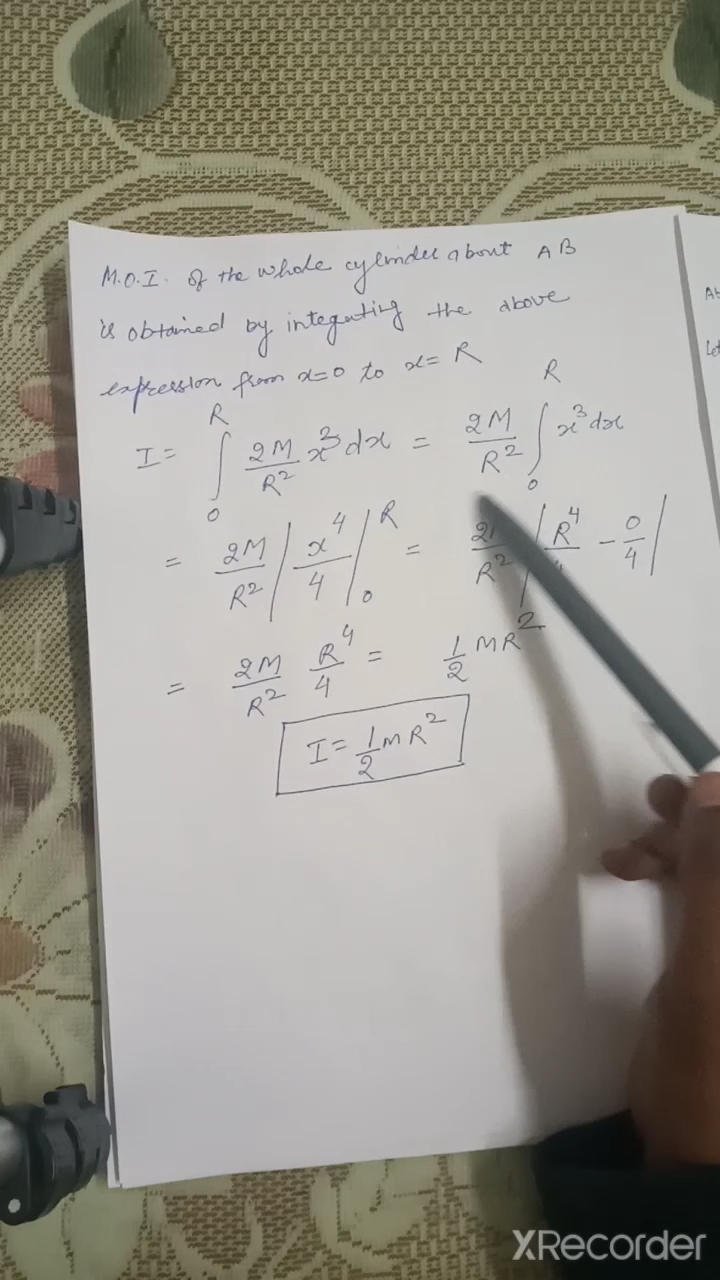 M.O.I. of the whole cylinder about AB
is obtained by integrating the above
expression from x=0 to x=R
I = ∫₀ᴿ 2M/R² x³ dx = 2M/R² ∫₀ᴿ x³ dx
= 2M/R² | x⁴/4 |₀ᴿ = /R² | R⁴/ - 0/4 |
= 2M/R² R⁴/4 = 1/2 MR²
I = 1/2 MR²
XRecorder